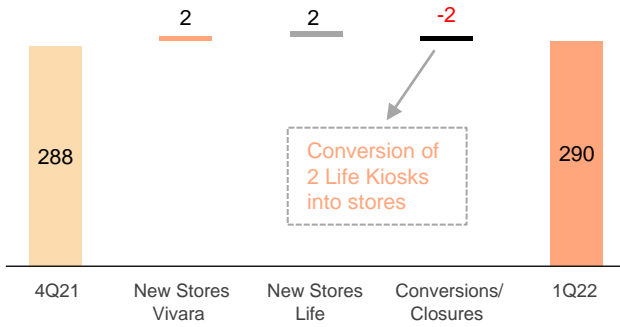 2
2
-2
288
Conversion of
2 Life Kiosks
into stores
290
4Q21
New Stores
Vivara
New Stores
Life
Conversions/
Closures
1Q22